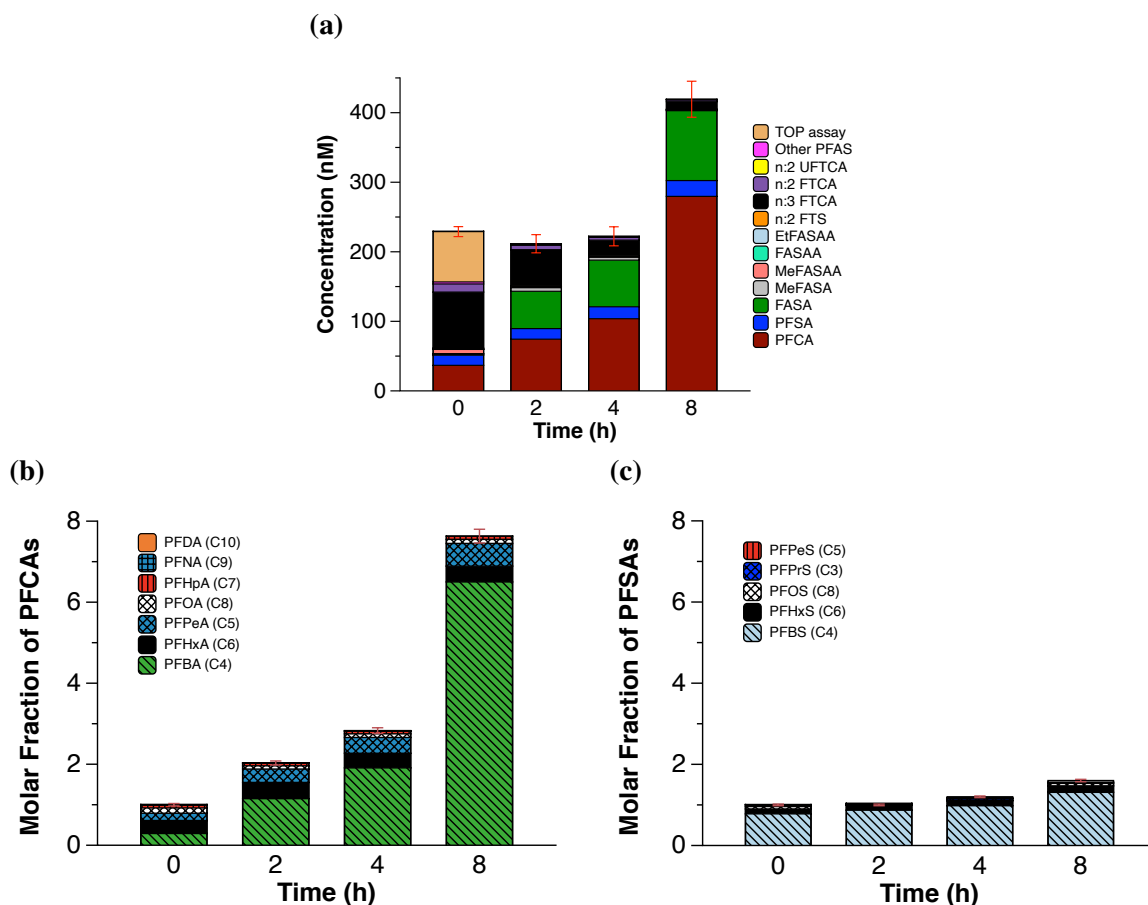 (a)
Concentration (nM)
400
300
200
100
0
0 2 4 8
Time (h)
TOP assay
Other PFAS
n:2 UFTCA
n:2 FTCA
n:3 FTCA
n:2 FTS
EtFASAA
FASAA
MeFASAA
MeFASA
FASA
PFSA
PFCA
(b)
Molar Fraction of PFCAs
8
6
4
2
0
PFDA (C10)
PFNA (C9)
PFHpA (C7)
PFOA (C8)
PFPeA (C5)
PFHxA (C6)
PFBA (C4)
0 2 4 8
Time (h)
(c)
Molar Fraction of PFSAs
8
6
4
2
0
PFPeS (C5)
PFPrS (C3)
PFOS (C8)
PFHxS (C6)
PFBS (C4)
0 2 4 8
Time (h)